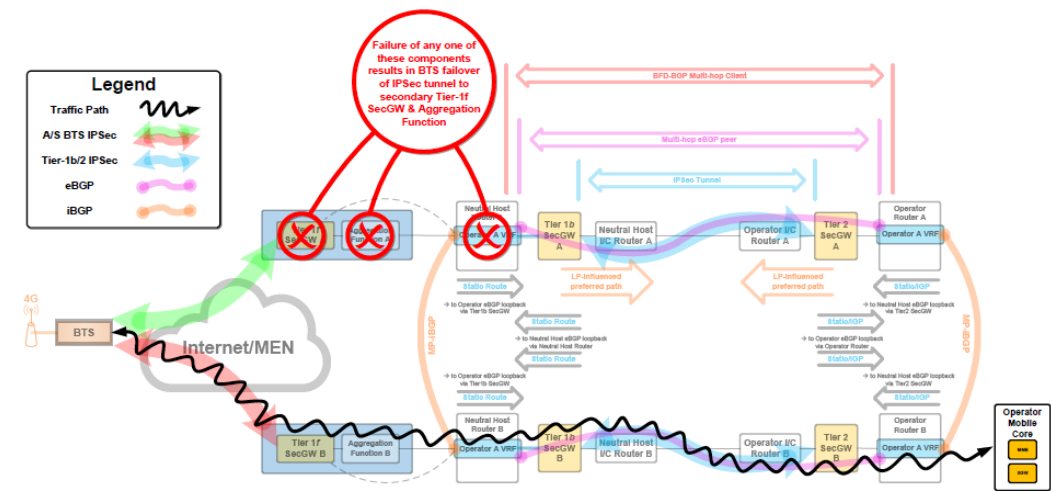 Failure of any one of
these components
results in BTS failover
of IPSec tunnel to
secondary Tier-1f
SecGW & Aggregation
Function
Legend
Traffic Path
A/S BTS IPSec
Tier-1b/2 IPSec
eBGP
iBGP
BFD-BGP Multi-hop Client
Multi-hop eBGP peer
IPSec Tunnel
Tier 1f
SecGW
Aggregation
Function A
Neutral Host
Router
Operator A VRF
Tier 1b
SecGW
A
Neutral Host
I/C Router A
Operator I/C
Router A
Tier 2
SecGW
A
Operator
Router A
Operator A VRF
LP-Influenced
preferred path
LP-Influenced
preferred path
Static Route
→ to Operator eBGP loopback
via Tier1b SecGW
Static Route
→ to Neutral Host eBGP loopback
via Neutral Host Router
Static Route
→ to Operator eBGP loopback
via Tier1b SecGW
Static Route
Static/IGP
→ to Neutral Host eBGP loopback
via Tier2 SecGW
Static/IGP
→ to Operator eBGP loopback
via Operator Router
Static/IGP
→ to Neutral Host eBGP loopback
via Tier2 SecGW
Static/IGP
MP-iBGP
MP-iBGP
4G
BTS
Internet/MEN
Tier 1f
SecGW B
Aggregation
Function B
Neutral Host
Router B
Operator A VRF
Tier 1b
SecGW
B
Neutral Host
I/C Router B
Operator I/C
Router B
Tier 2
SecGW
B
Operator
Router B
Operator A VRF
Operator
Mobile
Core
MME